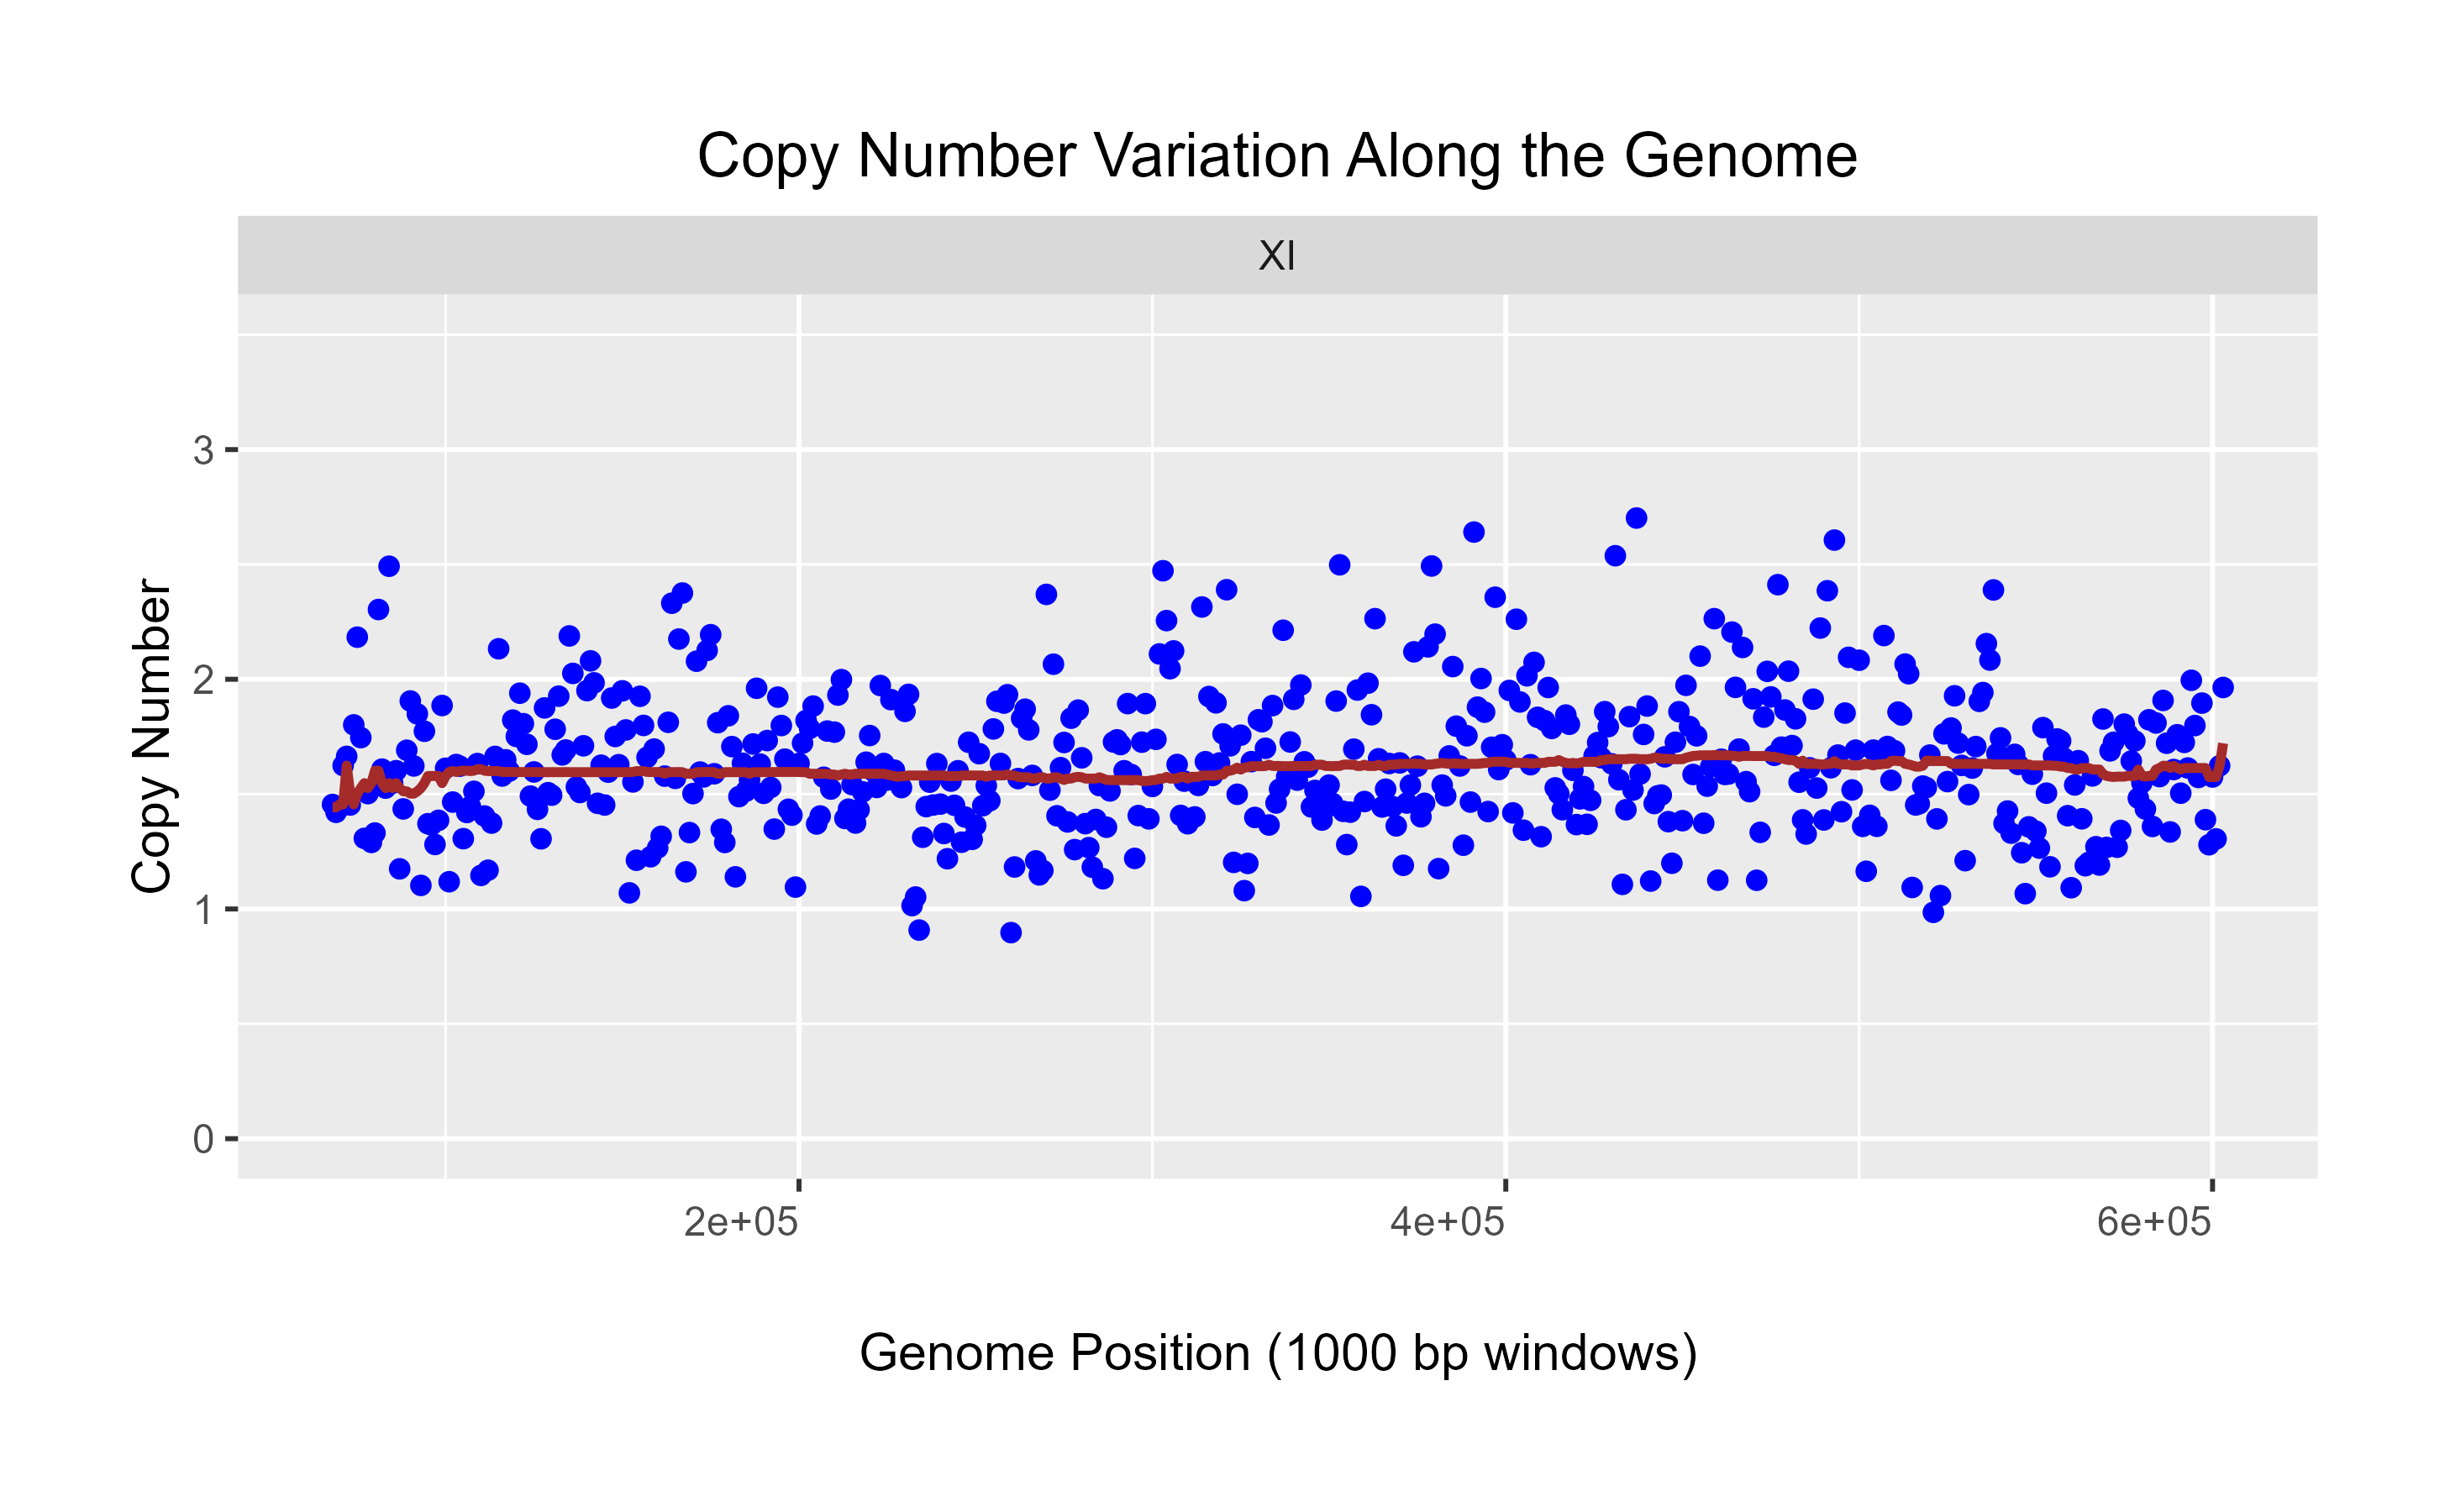 Copy Number Variation Along the Genome
XI
Copy Number
3
2
1
0
2e+05
4e+05
6e+05
Genome Position (1000 bp windows)